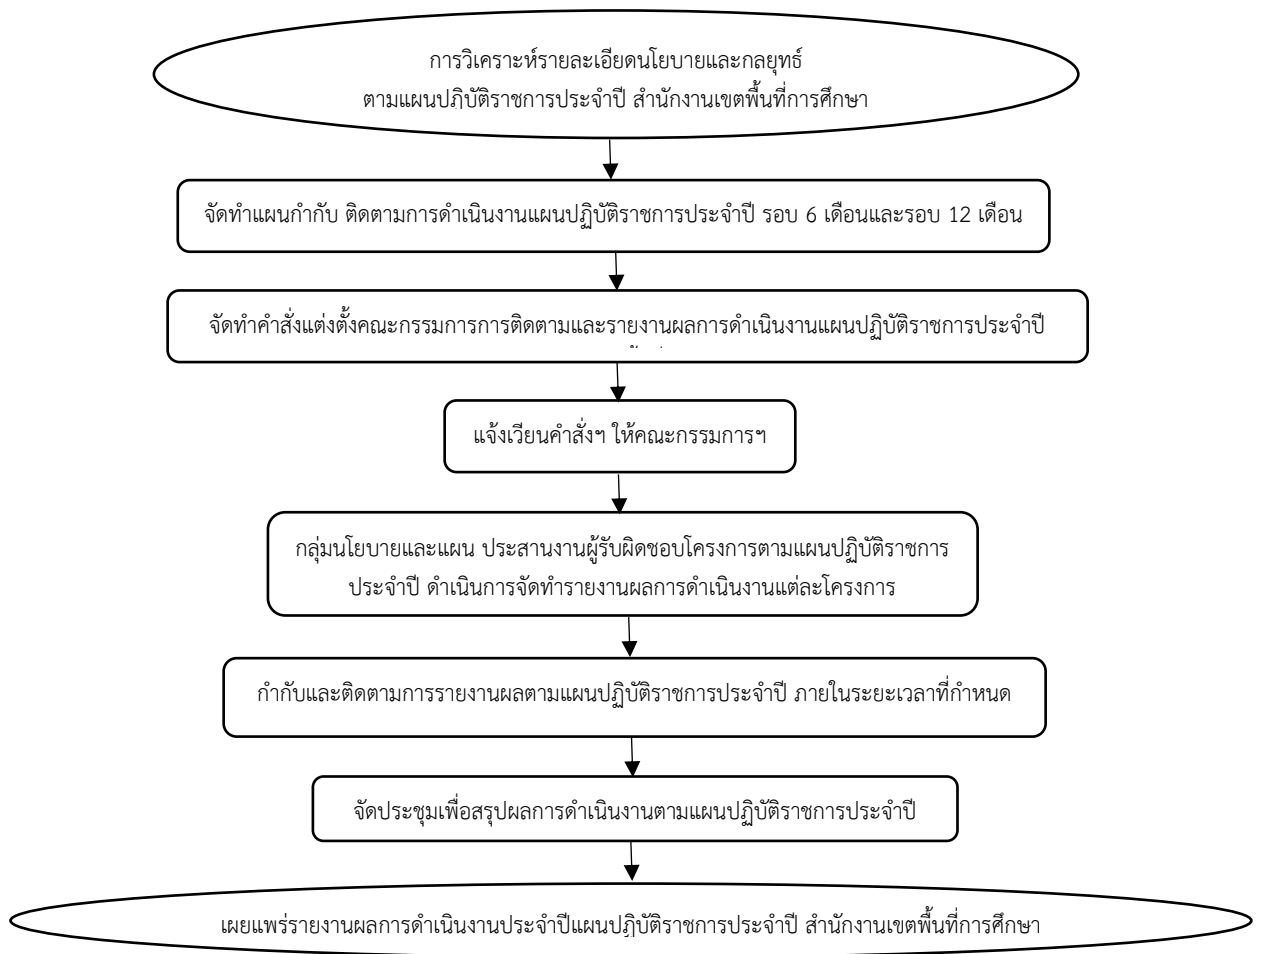 การวิเคราะห์รายละเอียดนโยบายและกลยุทธ์
ตามแผนปฏิบัติราชการประจำปี สำนักงานเขตพื้นที่การศึกษา
จัดทำแผนกำกับ ติดตามการดำเนินงานแผนปฏิบัติราชการประจำปี รอบ 6 เดือนและรอบ 12 เดือน
จัดทำคำสั่งแต่งตั้งคณะกรรมการการติดตามและรายงานผลการดำเนินงานแผนปฏิบัติราชการประจำปี
แจ้งเวียนคำสั่งฯ ให้คณะกรรมการฯ
กลุ่มนโยบายและแผน ประสานงานผู้รับผิดชอบโครงการตามแผนปฏิบัติราชการ
ประจำปี ดำเนินการจัดทำรายงานผลการดำเนินงานแต่ละโครงการ
กำกับและติดตามการรายงานผลตามแผนปฏิบัติราชการประจำปี ภายในระยะเวลาที่กำหนด
จัดประชุมเพื่อสรุปผลการดำเนินงานตามแผนปฏิบัติราชการประจำปี
เผยแพร่รายงานผลการดำเนินงานประจำปีแผนปฏิบัติราชการประจำปี สำนักงานเขตพื้นที่การศึกษา